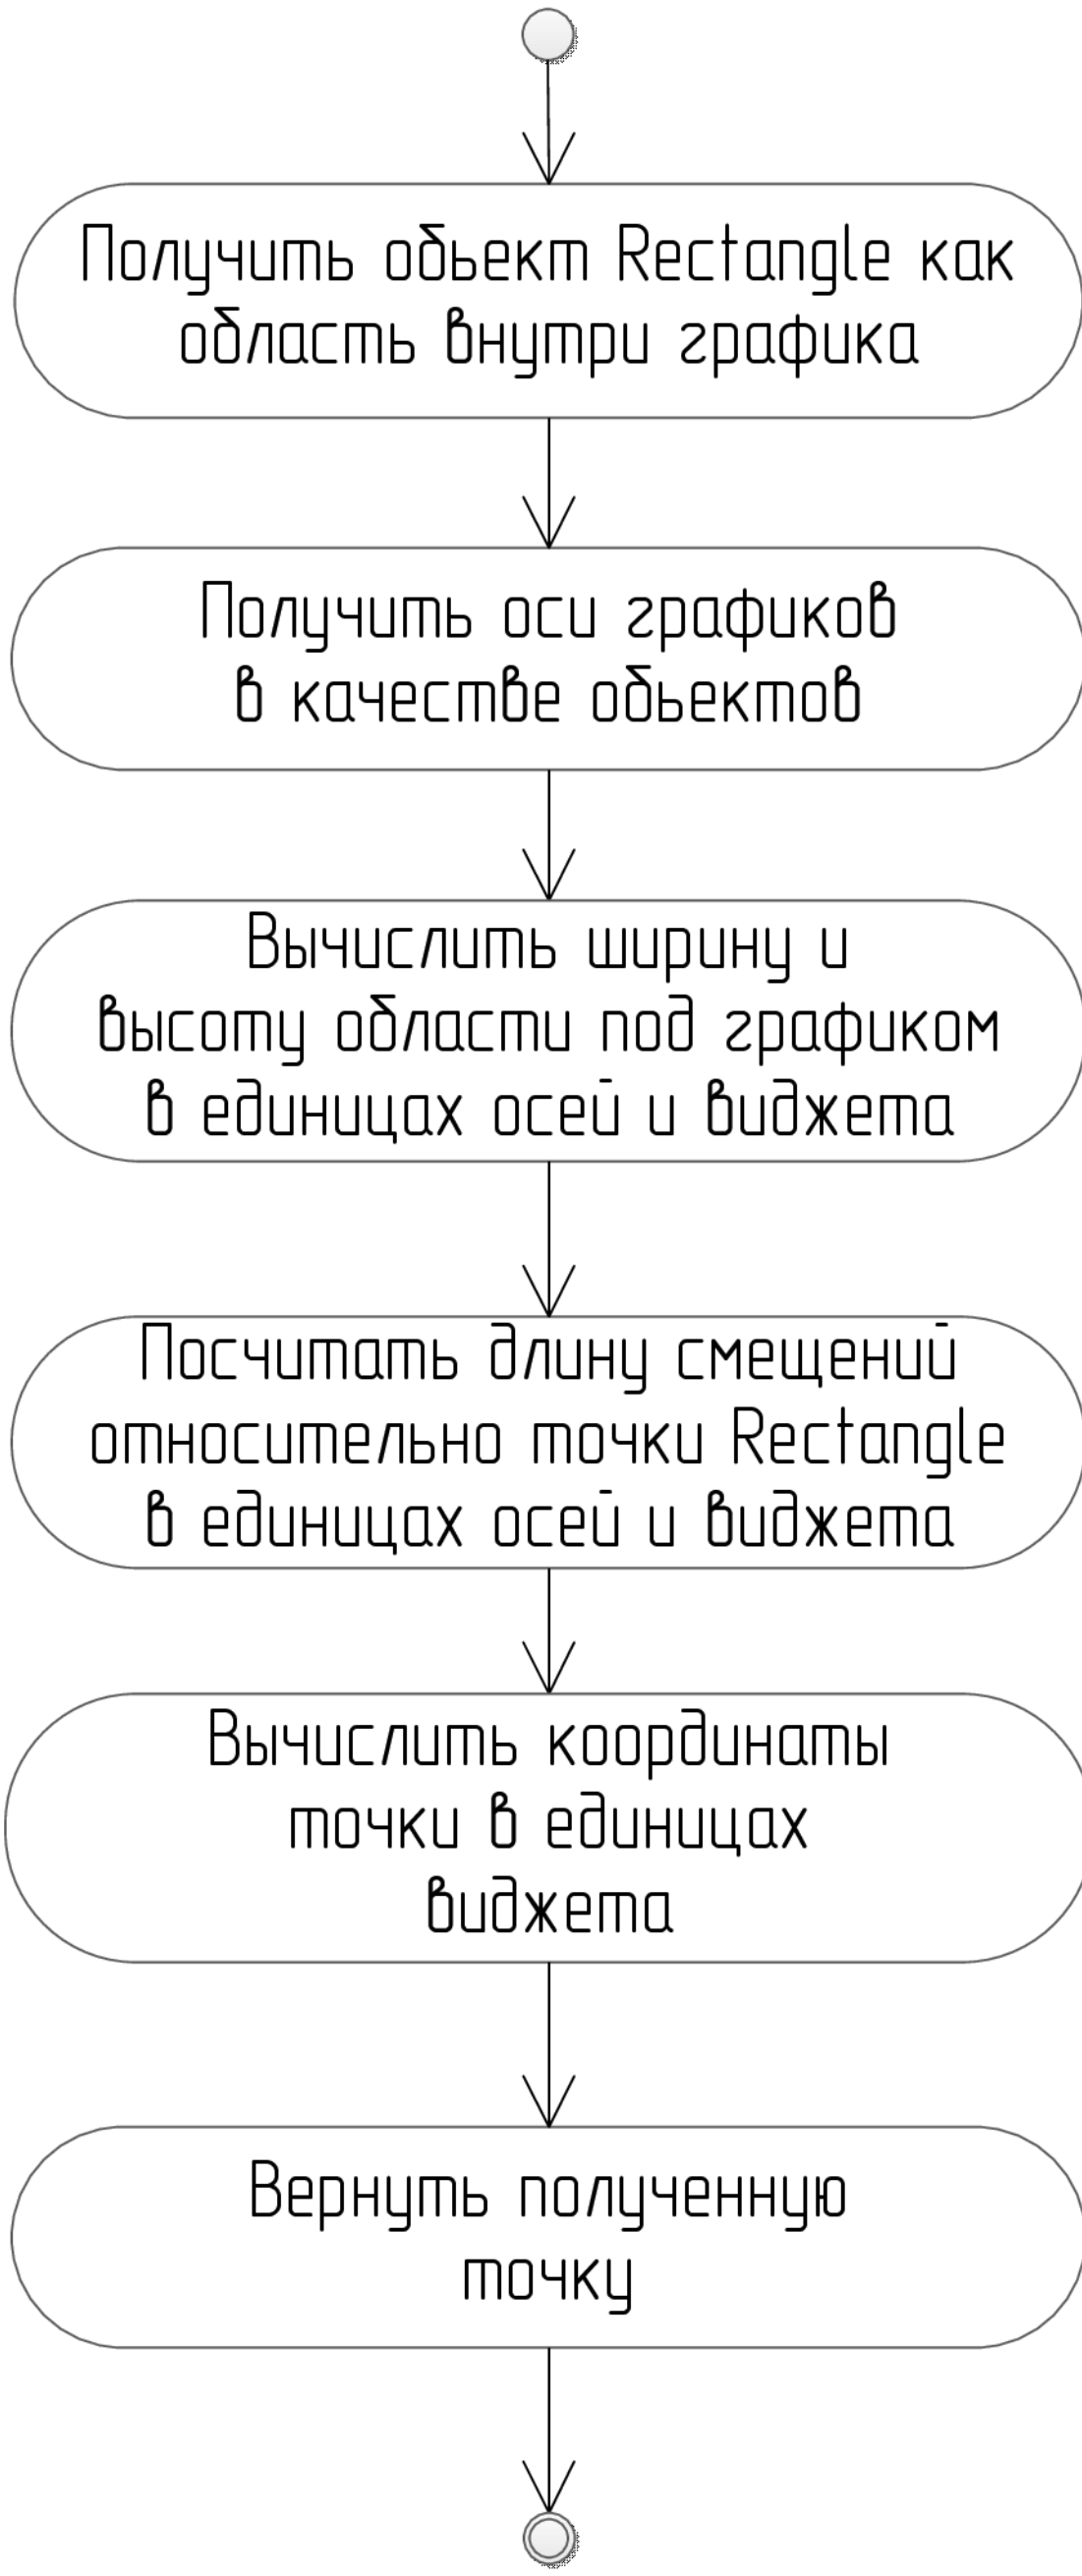 Получить обьект Rectangle как
область внутри графика
Получить оси графиков
в качестве обьектов
Вычислить ширину и
высоту области под графиком
в единицах осей и виджета
Посчитать длину смещений
относительно точки Rectangle
в единицах осей и виджета
Вычислить координаты
точки в единицах
виджета
Вернуть полученную
точку